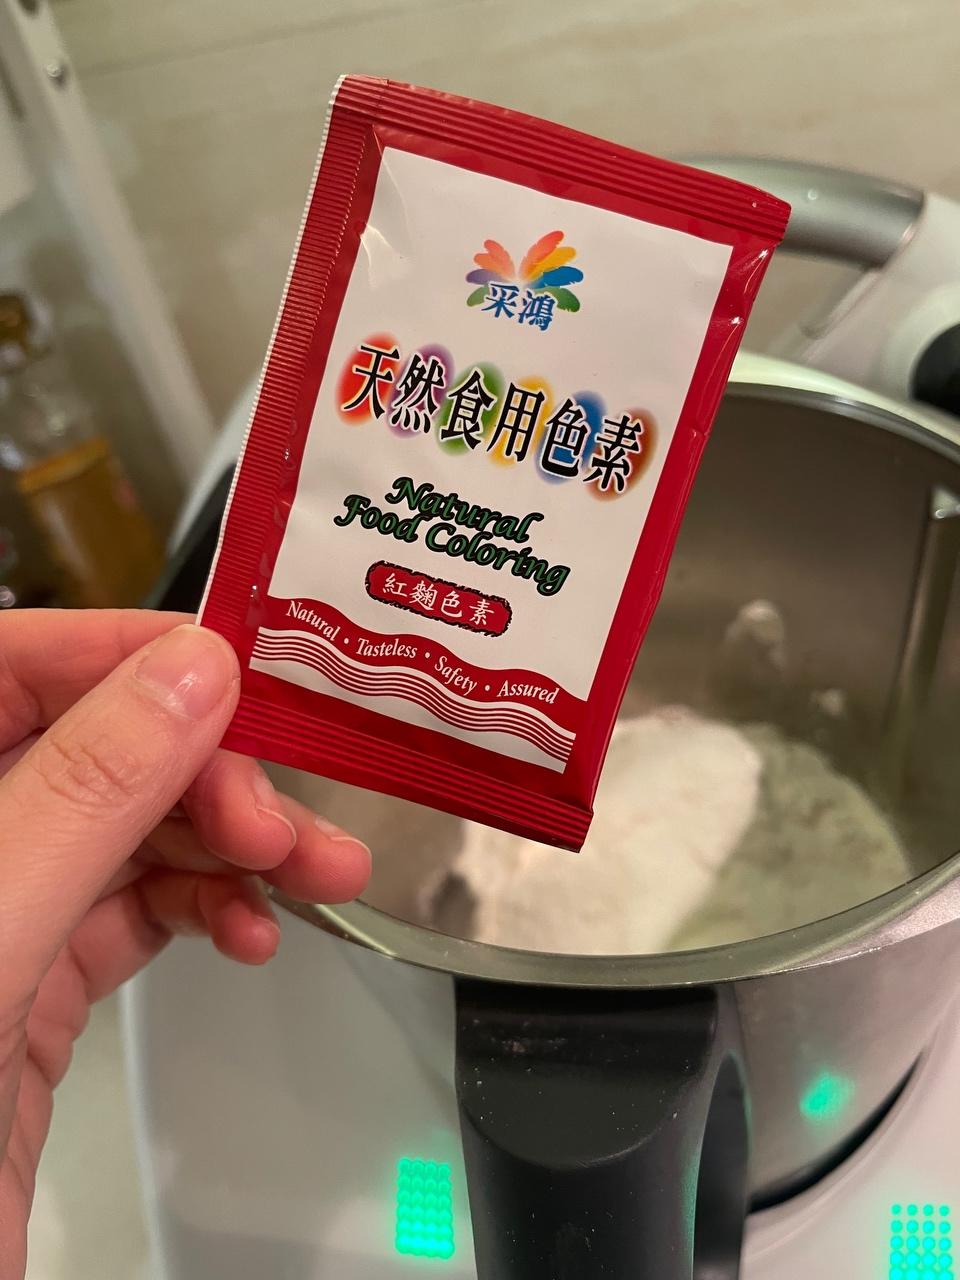 采鴻
天然食用色素
Natural
Food Coloring
紅麴色素
Natural • Tasteless • Safety • Assured